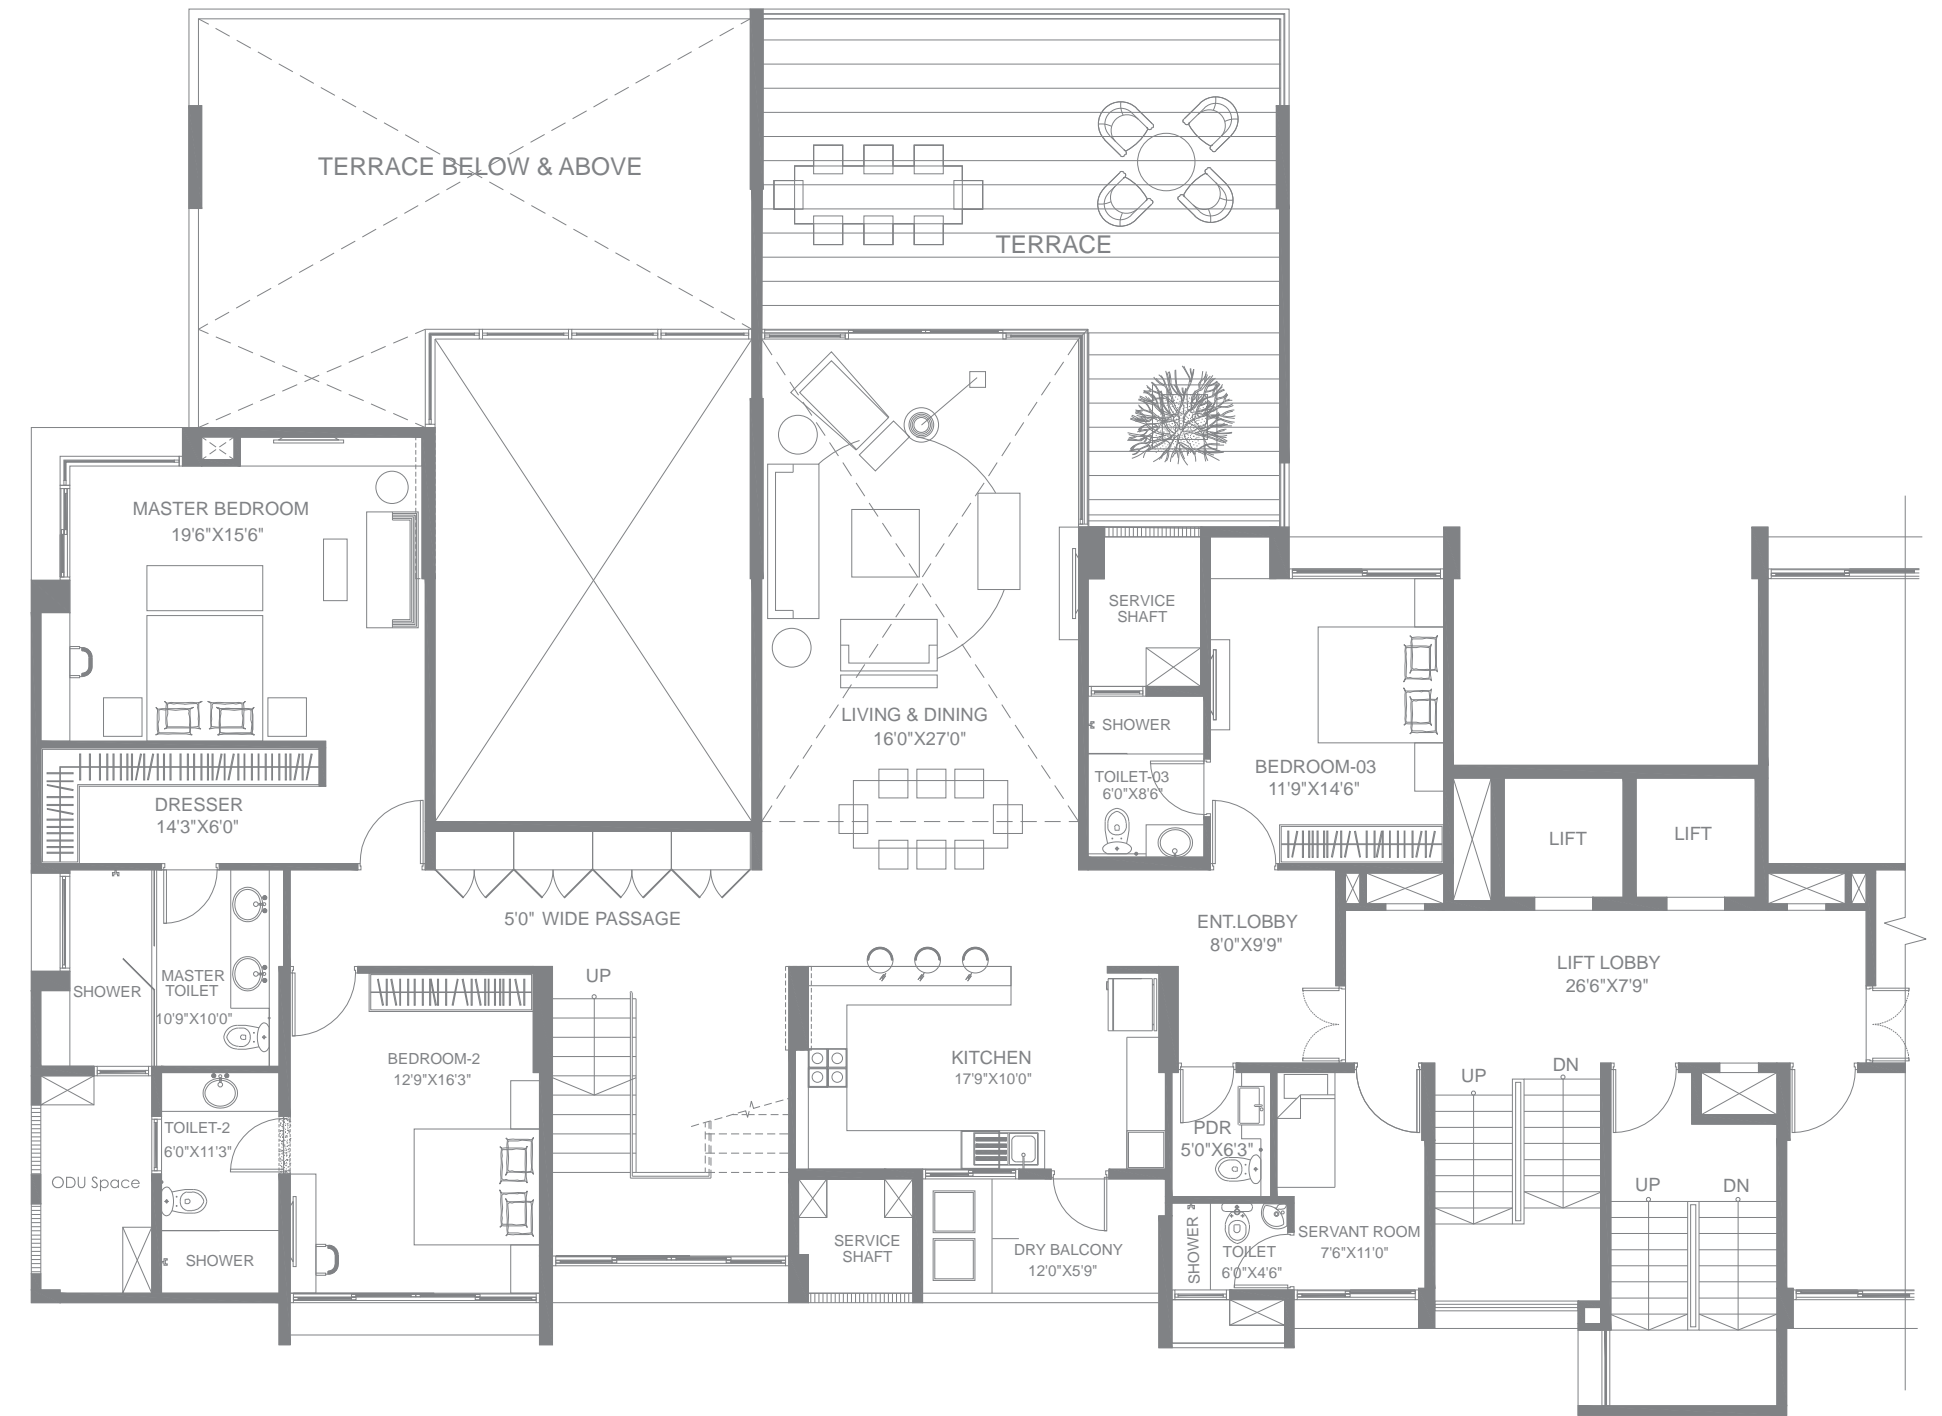 TERRACE BELOW & ABOVE
TERRACE
MASTER BEDROOM
19'6"X15'6"
SERVICE
SHAFT
LIVING & DINING
16'0"X27'0"
SHOWER
TOILET-03
6'0"X8'6"
BEDROOM-03
11'9"X14'6"
DRESSER
14'3"X6'0"
LIFT
LIFT
5'0" WIDE PASSAGE
ENT.LOBBY
8'0"X9'9"
LIFT LOBBY
26'6"X7'9"
MASTER
TOILET
10'9"X10'0"
SHOWER
UP
BEDROOM-2
12'9"X16'3"
KITCHEN
17'9"X10'0"
UP
DN
TOILET-2
6'0"X11'3"
PDR
5'0"X6'3"
ODU Space
UP
DN
SHOWER
SERVICE
SHAFT
DRY BALCONY
12'0"X5'9"
SHOWER
TOILET
6'0"X4'6"
SERVANT ROOM
7'6"X11'0"